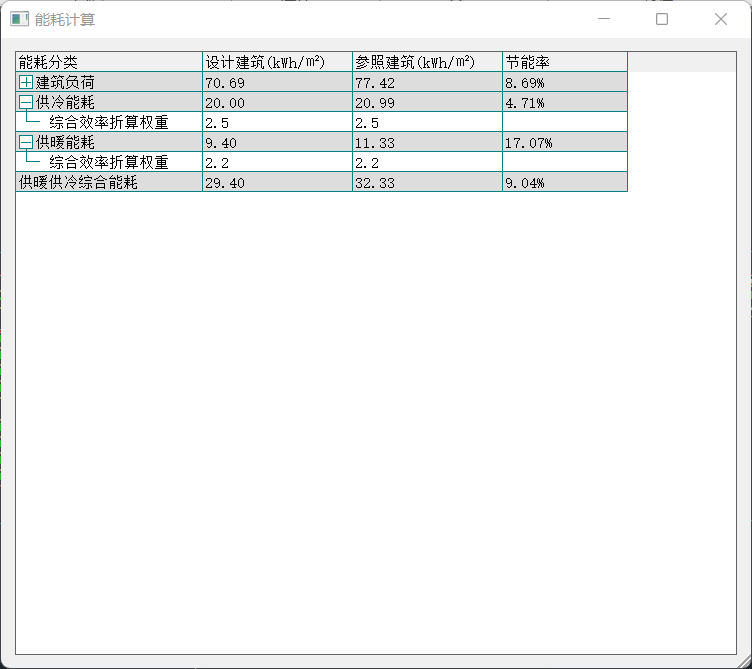 能耗计算
能耗分类 设计建筑(kWh/㎡) 参照建筑(kWh/㎡) 节能率
建筑负荷 70.69 77.42 8.69%
供冷能耗 20.00 20.99 4.71%
综合效率折算权重 2.5 2.5
供暖能耗 9.40 11.33 17.07%
综合效率折算权重 2.2 2.2
供暖供冷综合能耗 29.40 32.33 9.04%